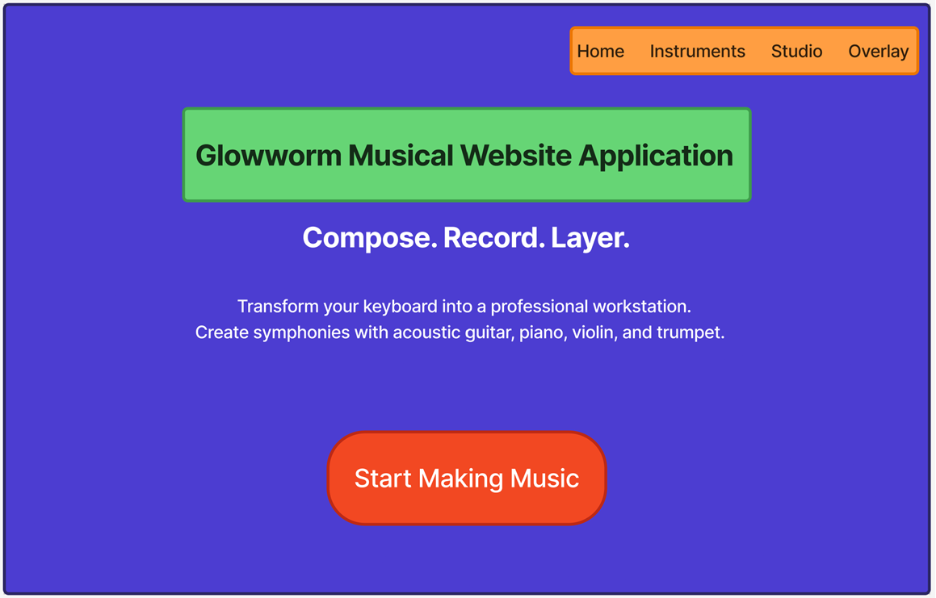 Home Instruments Studio Overlay
Glowworm Musical Website Application
Compose. Record. Layer.
Transform your keyboard into a professional workstation.
Create symphonies with acoustic guitar, piano, violin, and trumpet.
Start Making Music